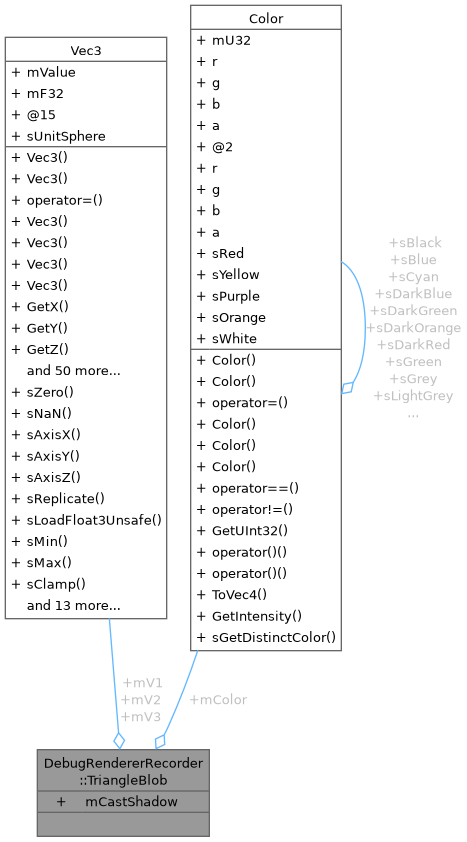 Vec3
+ mValue
+ mF32
+ @15
+ sUnitSphere
+ Vec3()
+ Vec3()
+ operator=()
+ Vec3()
+ Vec3()
+ Vec3()
+ Vec3()
+ GetX()
+ GetY()
+ GetZ()
and 50 more...
+ sZero()
+ sNaN()
+ sAxisX()
+ sAxisY()
+ sAxisZ()
+ sReplicate()
+ sLoadFloat3Unsafe()
+ sMin()
+ sMax()
+ sClamp()
and 13 more...
Color
+ mU32
+ r
+ g
+ b
+ a
+ @2
+ r
+ g
+ b
+ a
+ sRed
+ sYellow
+ sPurple
+ sOrange
+ sWhite
+ Color()
+ Color()
+ operator=()
+ Color()
+ Color()
+ Color()
+ operator==()
+ operator!=()
+ GetUInt32()
+ operator()()
+ operator()()
+ ToVec4()
+ GetIntensity()
+ sGetDistinctColor()
+sBlack
+sBlue
+sCyan
+sDarkBlue
+sDarkGreen
+sDarkOrange
+sDarkRed
+sGreen
+sGrey
+sLightGrey
...
+mV1
+mV2
+mV3
+mColor
DebugRendererRecorder
::TriangleBlob
+ mCastShadow